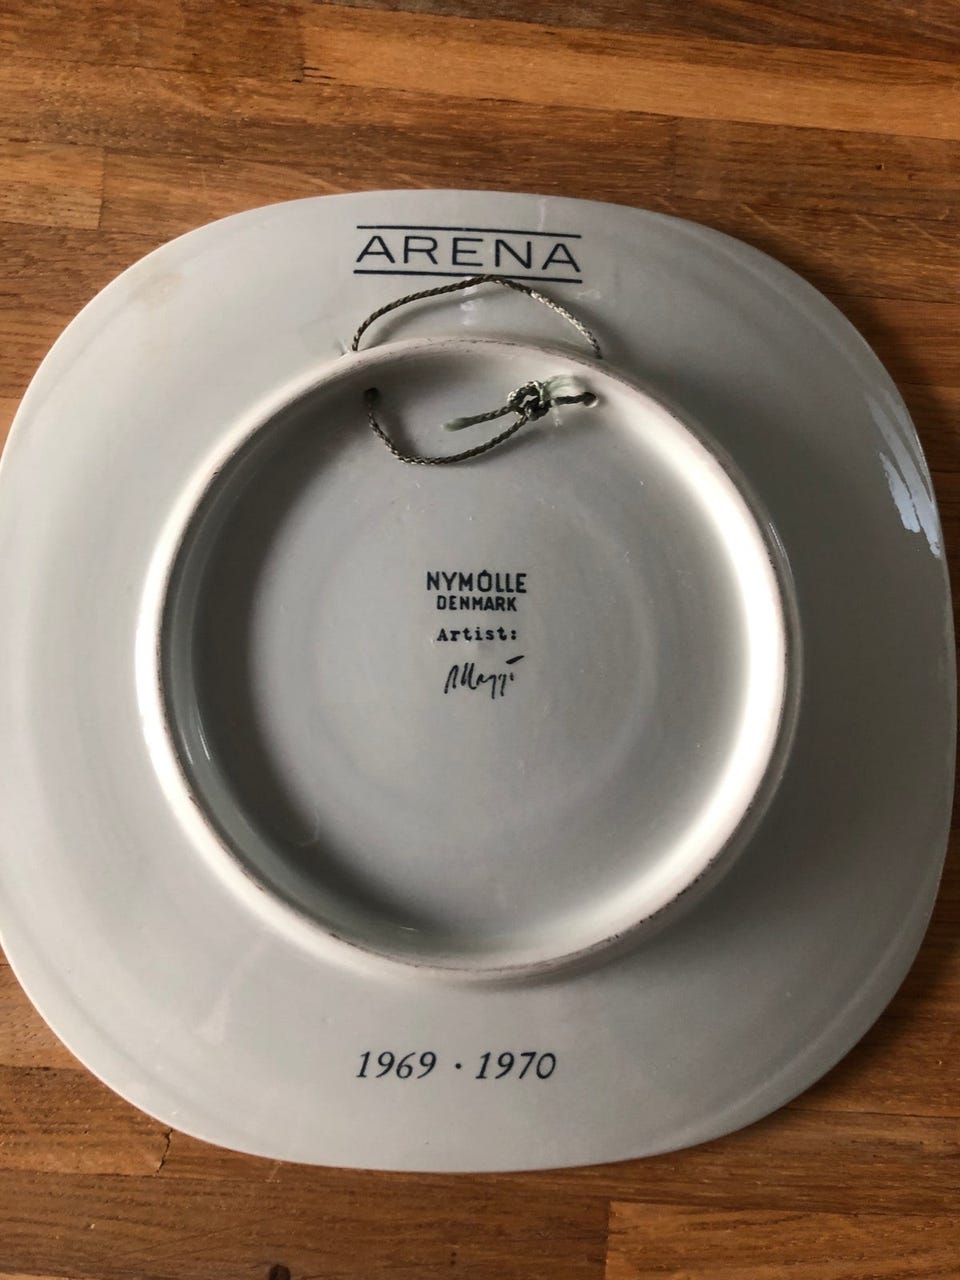 ARENA
NYMÖLLE
DENMARK
Artist:
1969 · 1970